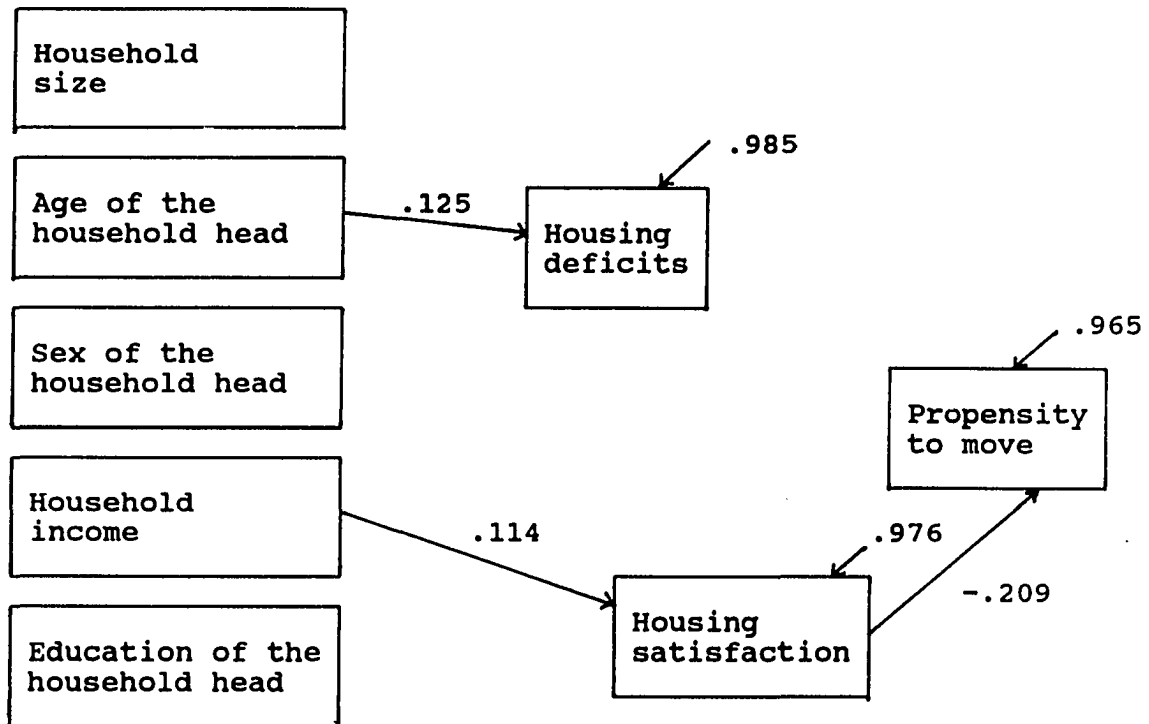 Household
size
.985
Age of the
household head
.125
Housing
deficits
Sex of the
household head
.965
Propensity
to move
Household
income
.114
.976
-.209
Housing
satisfaction
Education of the
household head